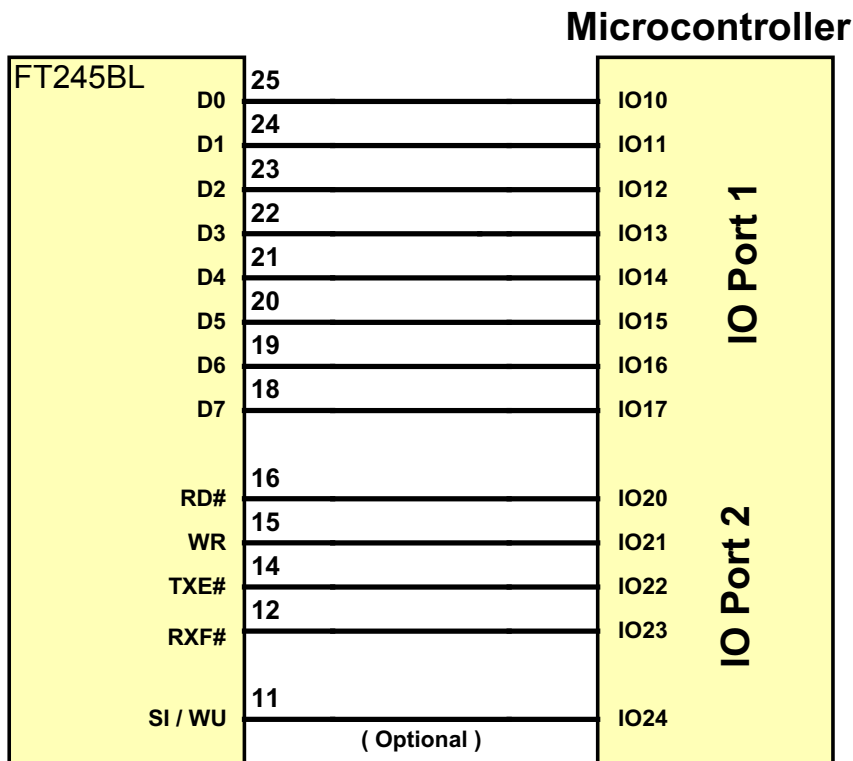 Microcontroller
FT245BL
D0 25 IO10
D1 24 IO11
D2 23 IO12
D3 22 IO13
D4 21 IO14
D5 20 IO15
D6 19 IO16
D7 18 IO17
IO Port 1
RD# 16 IO20
WR 15 IO21
TXE# 14 IO22
RXF# 12 IO23
IO Port 2
SI / WU 11 IO24
( Optional )